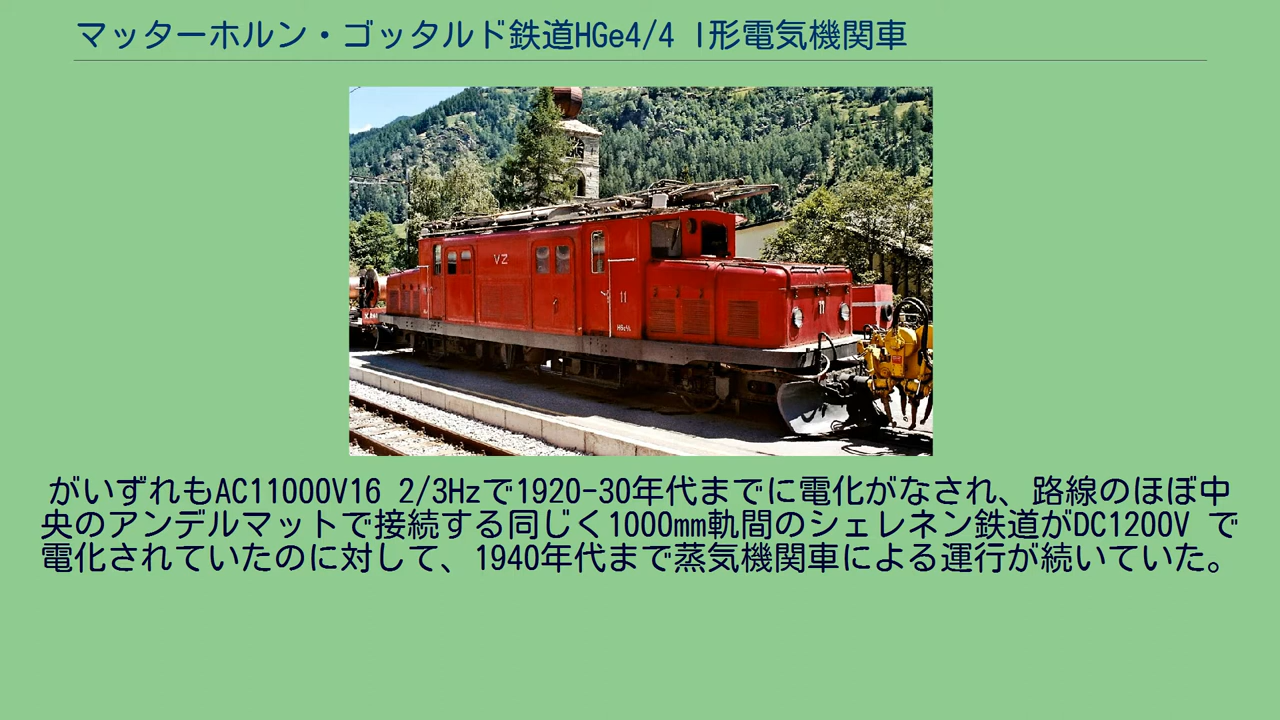 マッターホルン・ゴッタルド鉄道HGe4/4 I形電気機関車
VZ
11
11
HGe4/4
がいずれもAC11000V16 2/3Hzで1920-30年代までに電化がなされ、路線のほぼ中
央のアンデルマットで接続する同じく1000mm軌間のシェレネン鉄道がDC1200V で
電化されていたのに対して、1940年代まで蒸気機関車による運行が続いていた。